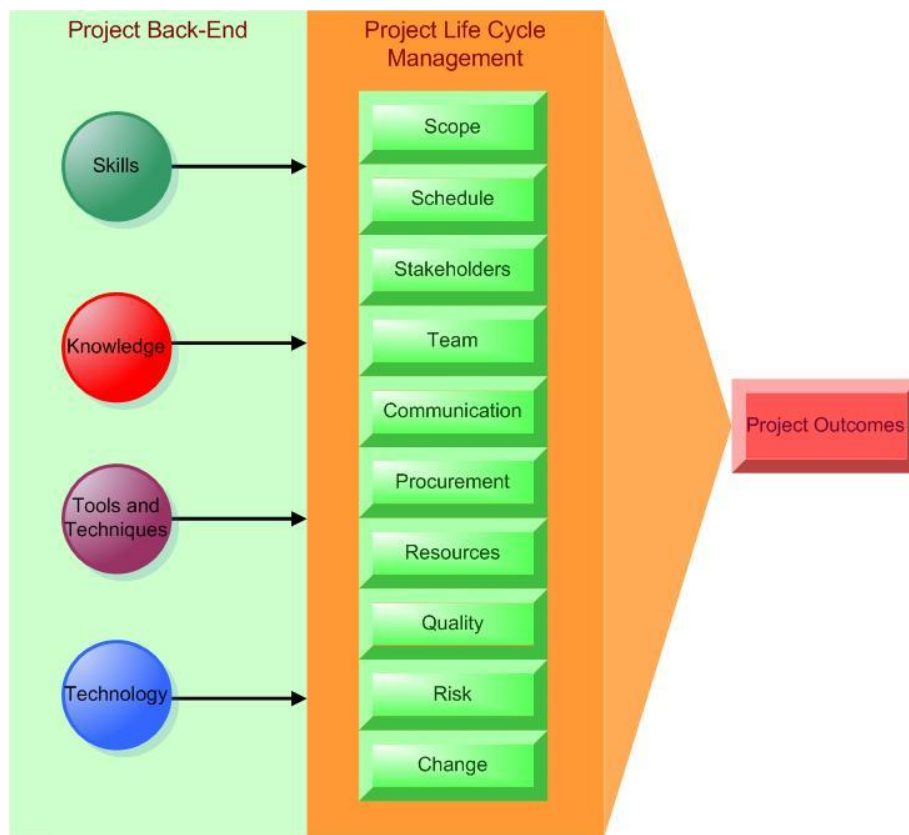 Project Back-End
Skills
Knowledge
Tools and
Techniques
Technology
Project Life Cycle
Management
Scope
Schedule
Stakeholders
Team
Communication
Procurement
Resources
Quality
Risk
Change
Project Outcomes